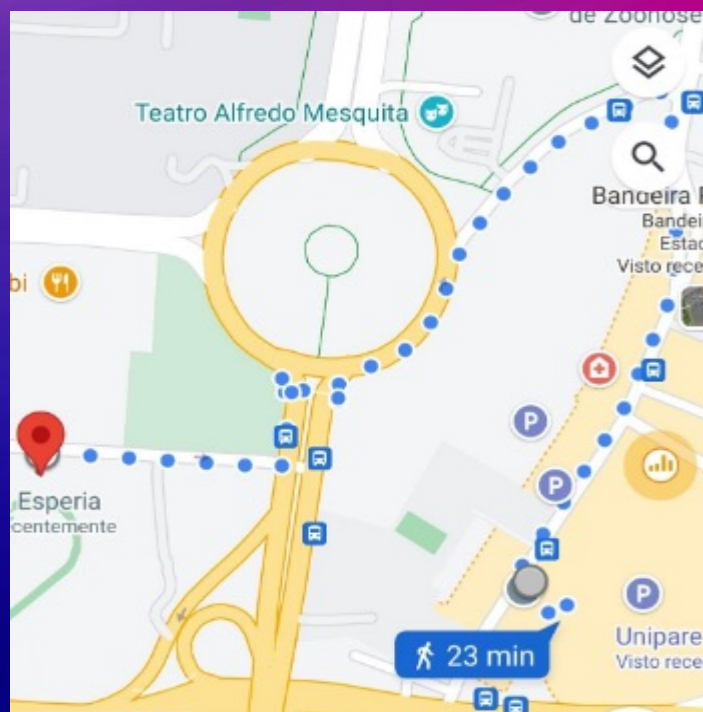 de Zoonose
Teatro Alfredo Mesquita
Bandeira F
Bandei
Estac
Visto rece
bi
P
P
Esperia
centemente
P
23 min
Unipare
Visto rece